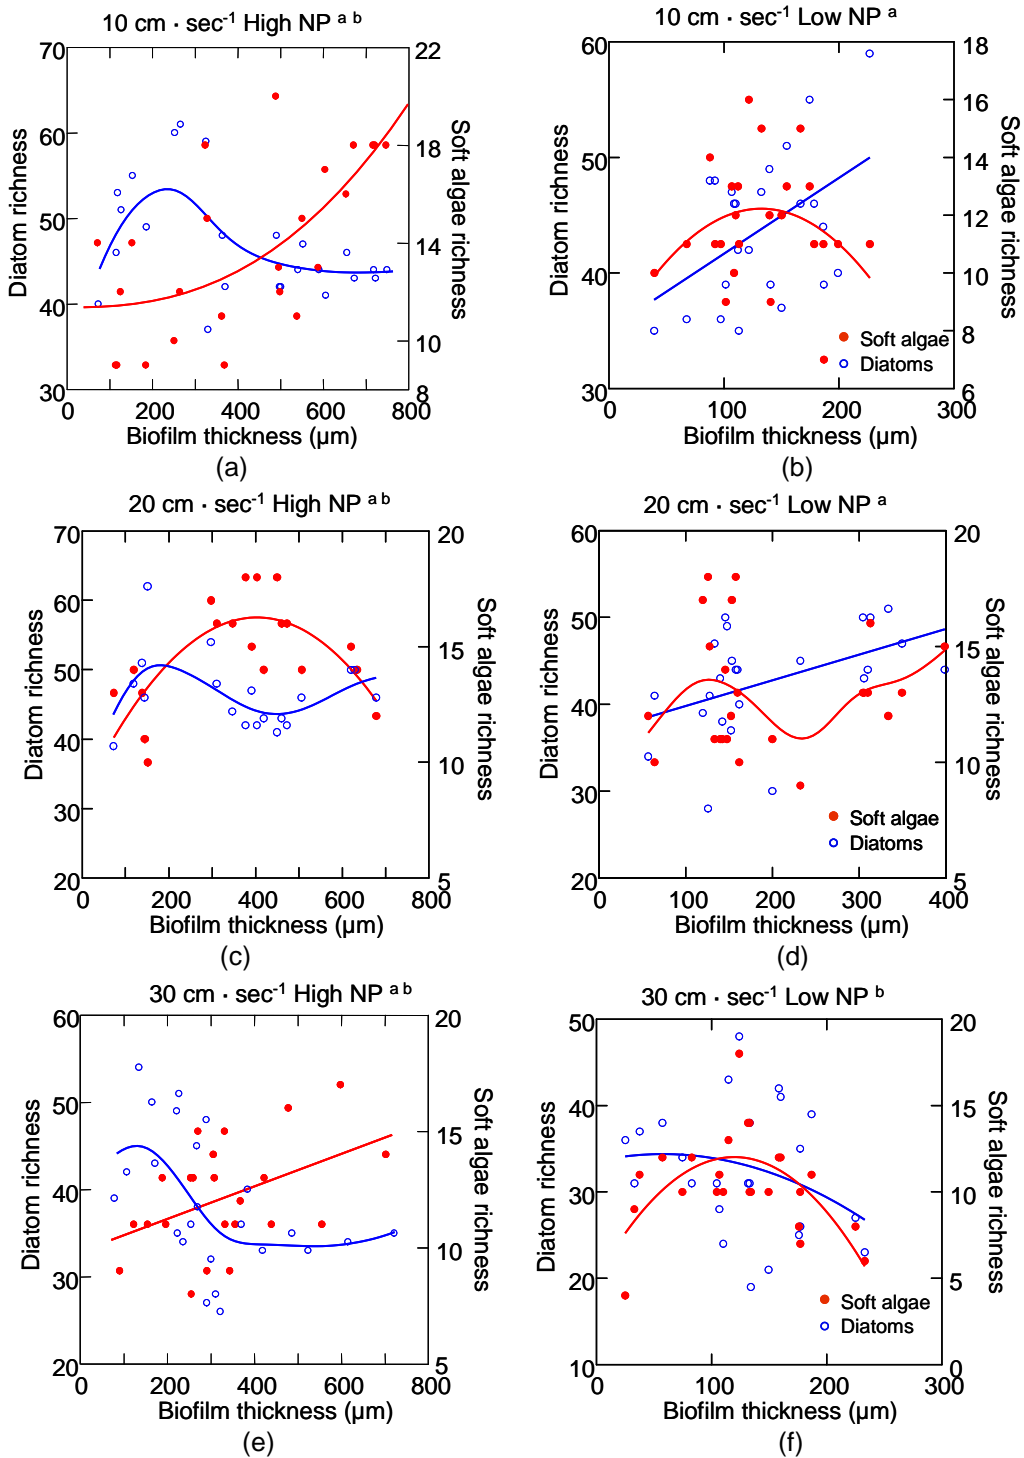 10 cm · sec-1 High NP a b
Diatom richness
70
60
50
40
30
22
18
14
10
8
Soft algae richness
0 200 400 600 800
Biofilm thickness (µm)
(a)
10 cm · sec-1 Low NP a
Diatom richness
60
50
40
30
18
16
14
12
10
8
6
Soft algae richness
Soft algae
Diatoms
0 100 200 300
Biofilm thickness (µm)
(b)
20 cm · sec-1 High NP a b
Diatom richness
70
60
50
40
30
20
20
15
10
5
Soft algae richness
0 200 400 600 800
Biofilm thickness (µm)
(c)
20 cm · sec-1 Low NP a
Diatom richness
60
50
40
30
20
20
15
10
5
Soft algae richness
Soft algae
Diatoms
0 100 200 300 400
Biofilm thickness (µm)
(d)
30 cm · sec-1 High NP a b
Diatom richness
60
50
40
30
20
20
15
10
5
Soft algae richness
0 200 400 600 800
Biofilm thickness (µm)
(e)
30 cm · sec-1 Low NP b
Diatom richness
50
40
30
20
10
20
15
10
5
0
Soft algae richness
Soft algae
Diatoms
0 100 200 300
Biofilm thickness (µm)
(f)